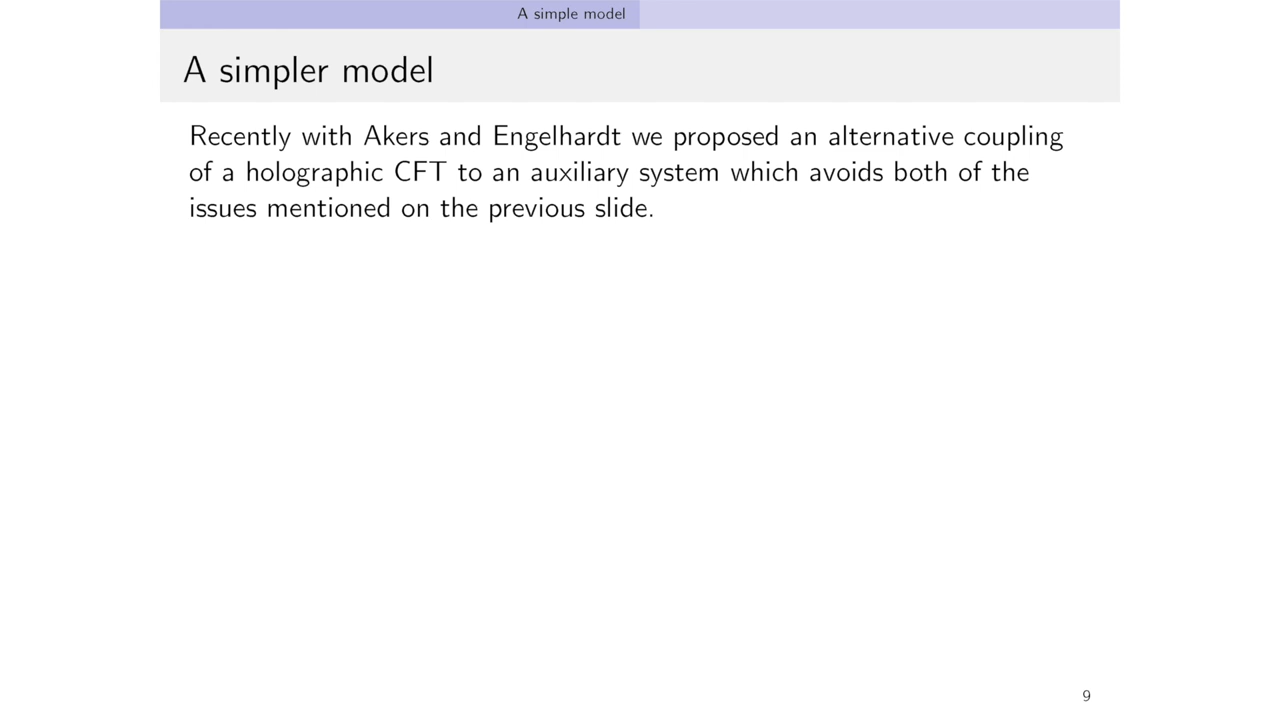 A simple model
A simpler model
Recently with Akers and Engelhardt we proposed an alternative coupling
of a holographic CFT to an auxiliary system which avoids both of the
issues mentioned on the previous slide.
9